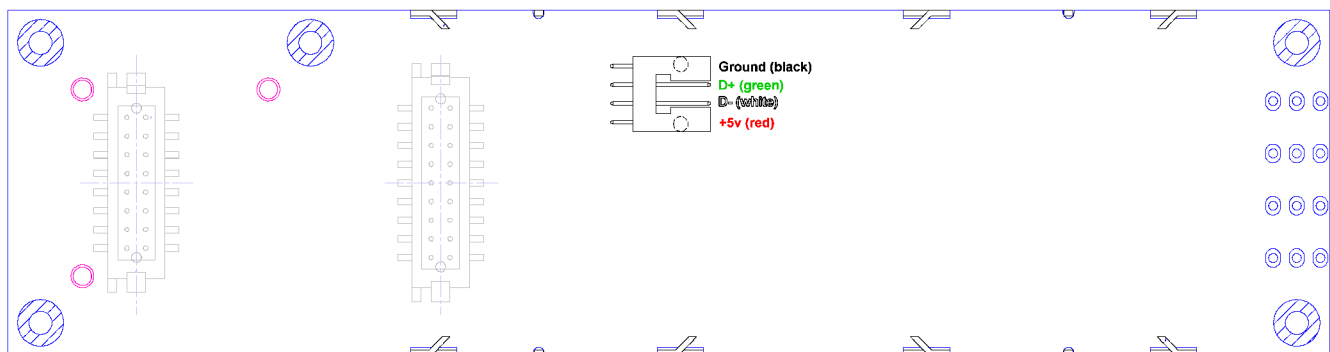 Ground (black)
D+ (green)
D- (white)
+5v (red)